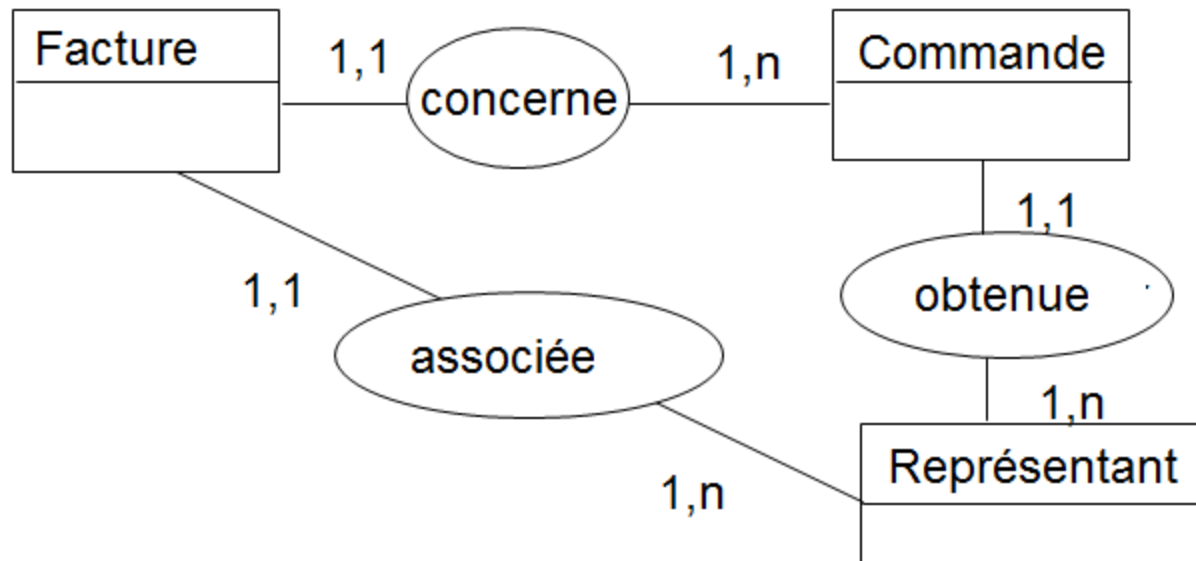 Facture
1,1
concerne
1,n
Commande
1,1
obtenue
1,n
1,1
associée
1,n
Représentant